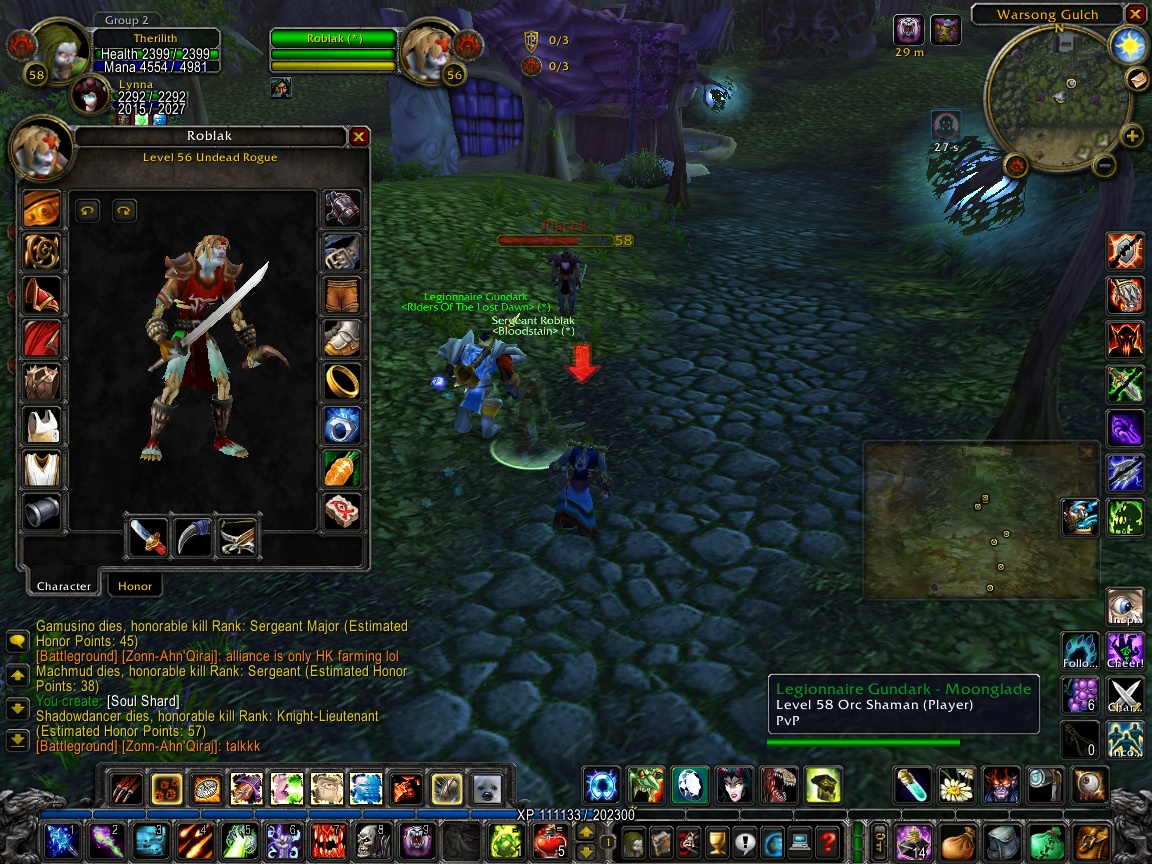 Group 2
Therilith
Health 2399 / 2399
Mana 4554 / 4981
58
Lynna
2292 / 2292
2015 / 2027
Roblak (*)
56
0/3
0/3
29 m
Warsong Gulch
N
27 s
Roblak
Level 56 Undead Rogue
58
Legionnaire Gundark
<Riders Of The Lost Dawn> (*)
Sergeant Roblak
<Bloodstain> (*)
Character
Honor
Gamusino dies, honorable kill Rank: Sergeant Major (Estimated
Honor Points: 45)
[Battleground] [Zonn-Ahn'Qiraj]: alliance is only HK farming lol
Machmud dies, honorable kill Rank: Sergeant (Estimated Honor
Points: 38)
You create: [Soul Shard]
Shadowdancer dies, honorable kill Rank: Knight-Lieutenant
(Estimated Honor Points: 57)
[Battleground] [Zonn-Ahn'Qiraj]: talkkk
Legionnaire Gundark - Moonglade
Level 58 Orc Shaman (Player)
PvP
Follo...
Cheer!
6
Char...
0
XP 111133 / 202300
1
2
3
4
5
6
7
8
9
5
1
14